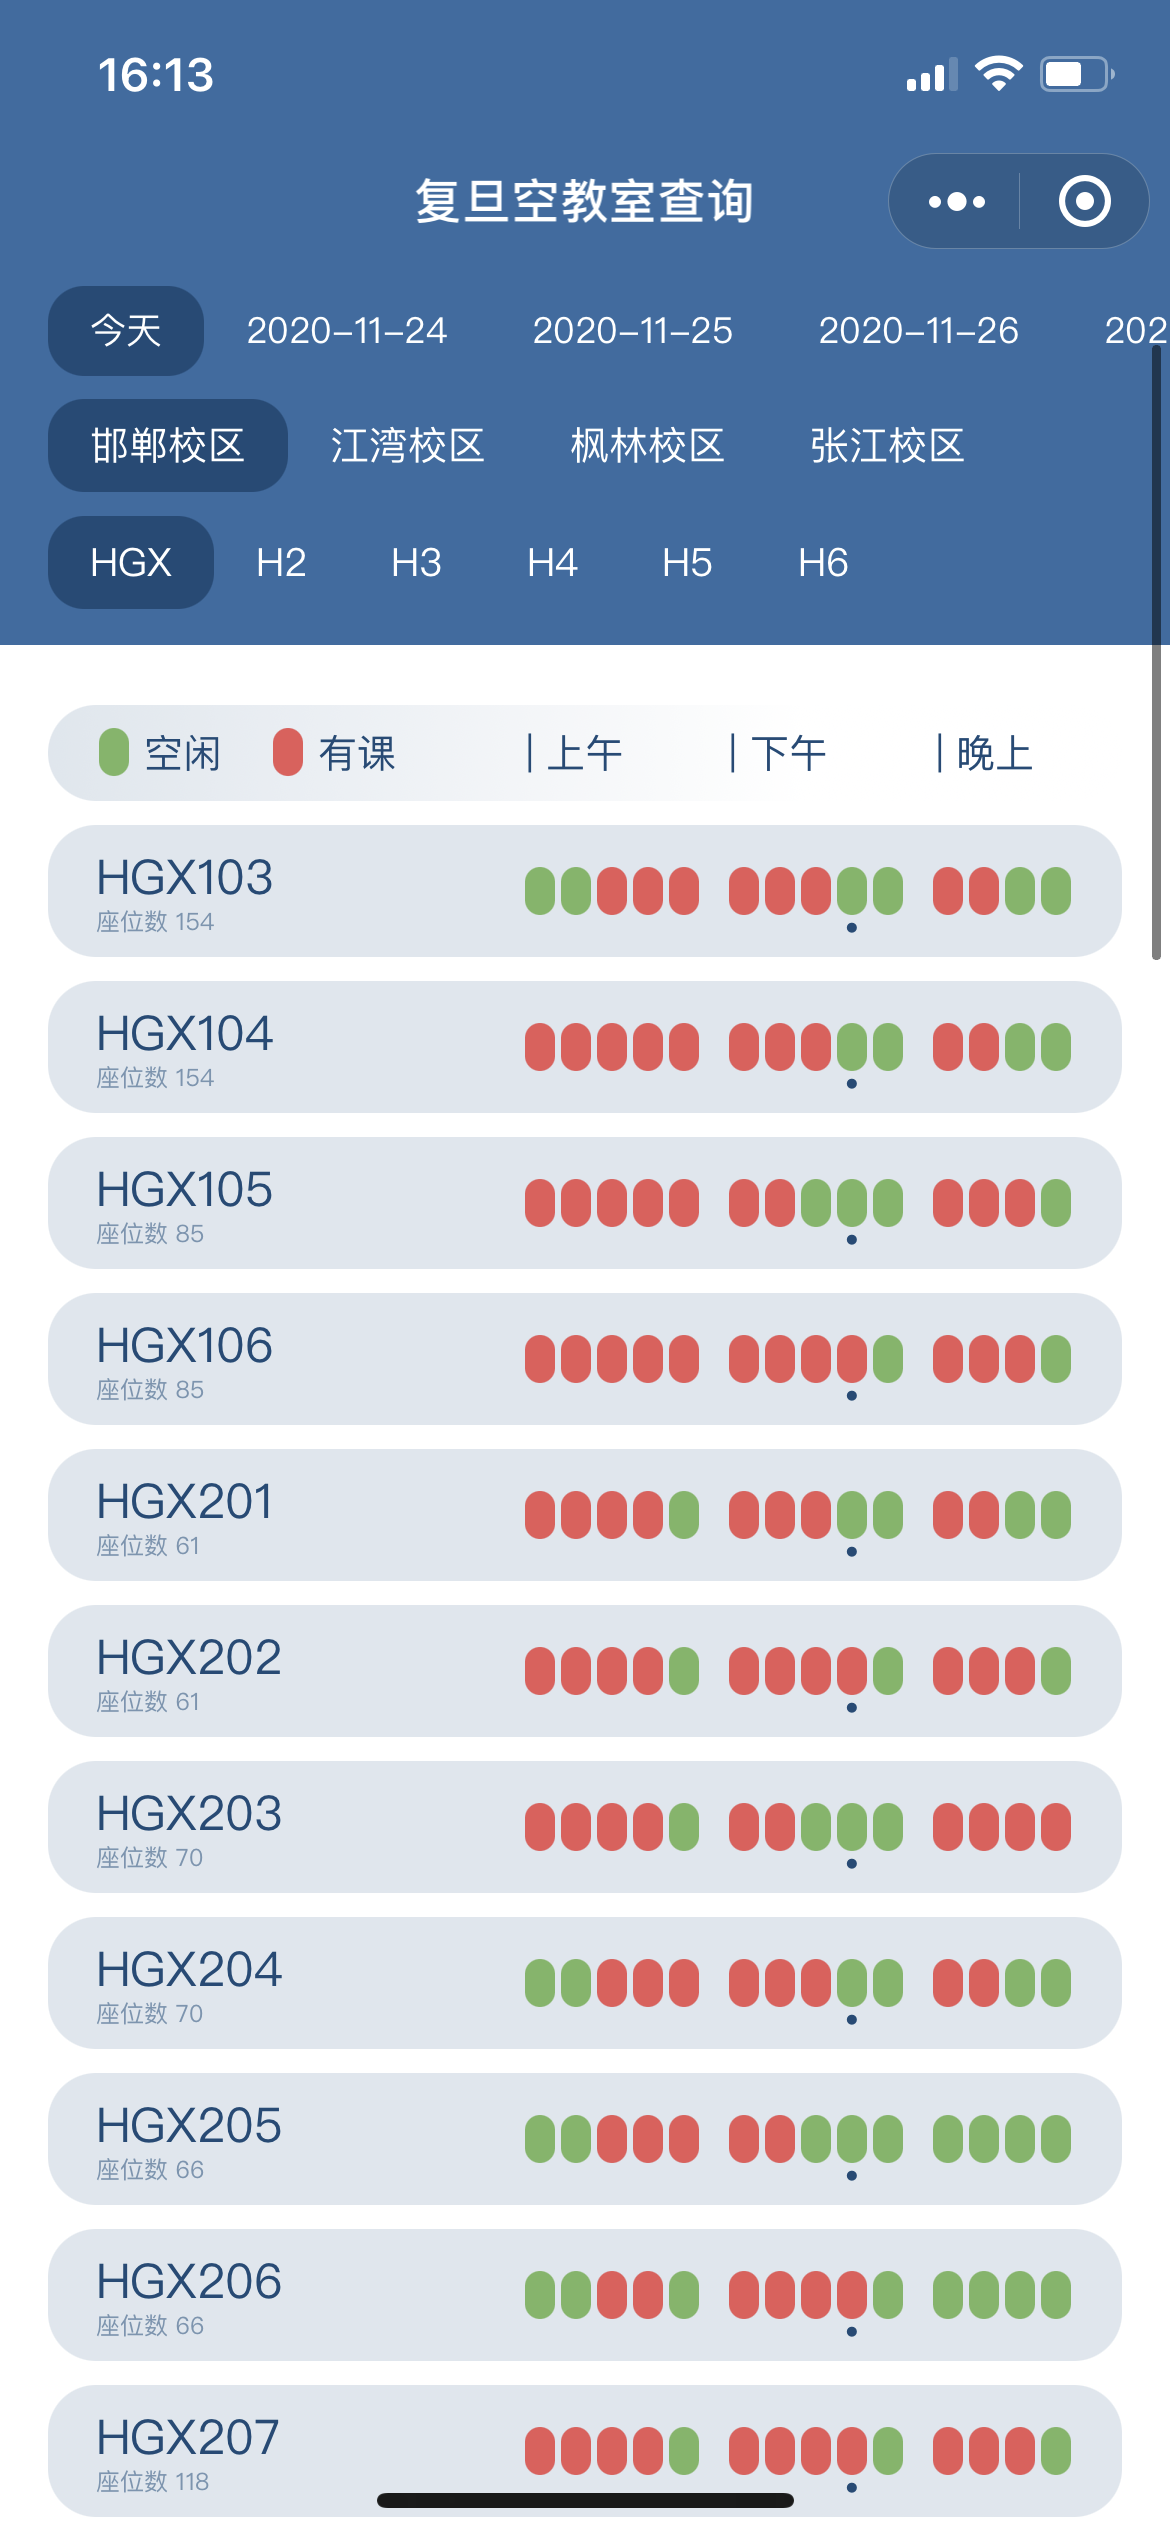 16:13
复旦空教室查询
今天 2020-11-24 2020-11-25 2020-11-26 202
邯郸校区 江湾校区 枫林校区 张江校区
HGX H2 H3 H4 H5 H6
空闲 有课 | 上午 | 下午 | 晚上
HGX103
座位数 154
HGX104
座位数 154
HGX105
座位数 85
HGX106
座位数 85
HGX201
座位数 61
HGX202
座位数 61
HGX203
座位数 70
HGX204
座位数 70
HGX205
座位数 66
HGX206
座位数 66
HGX207
座位数 118